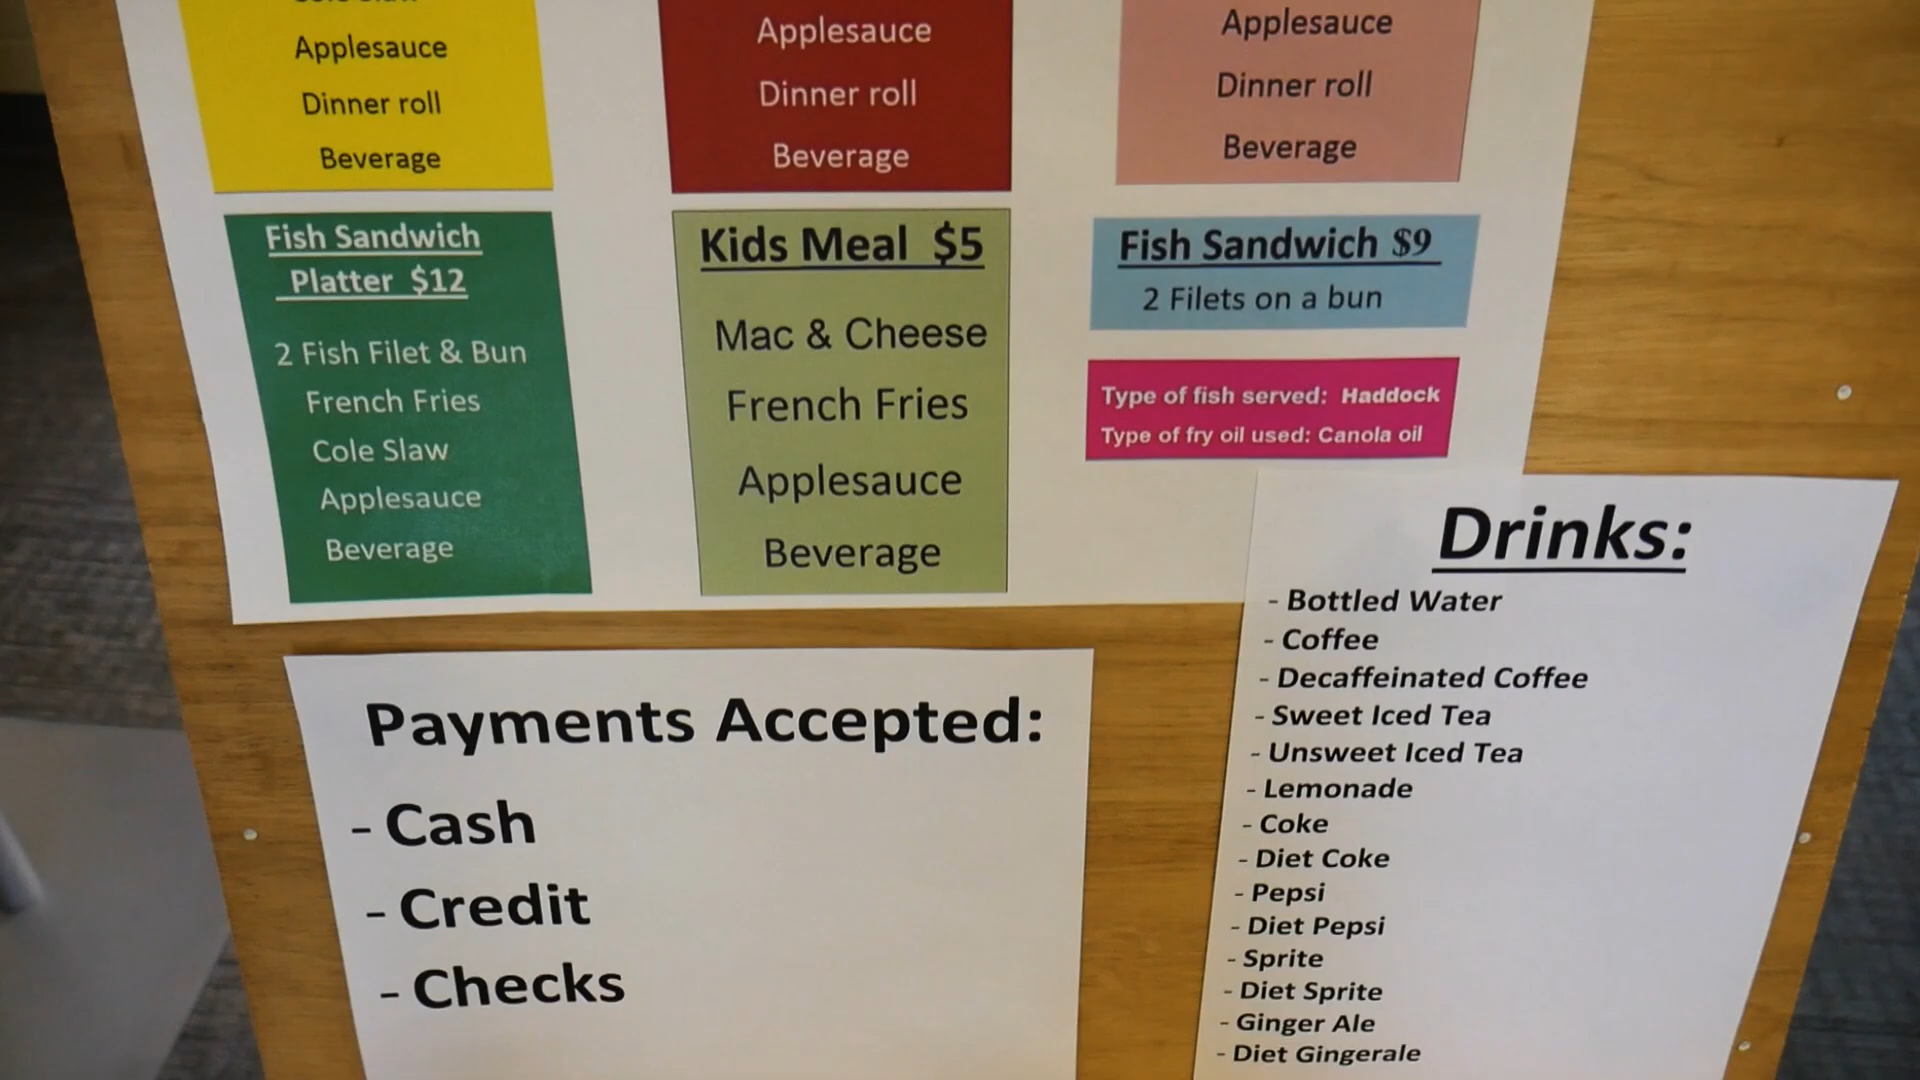 Applesauce
Dinner roll
Beverage
Applesauce
Dinner roll
Beverage
Applesauce
Dinner roll
Beverage
Fish Sandwich
Platter $12
2 Fish Filet & Bun
French Fries
Cole Slaw
Applesauce
Beverage
Kids Meal $5
Mac & Cheese
French Fries
Applesauce
Beverage
Fish Sandwich $9
2 Filets on a bun
Type of fish served: Haddock
Type of fry oil used: Canola oil
Payments Accepted:
- Cash
- Credit
- Checks
Drinks:
- Bottled Water
- Coffee
- Decaffeinated Coffee
- Sweet Iced Tea
- Unsweet Iced Tea
- Lemonade
- Coke
- Diet Coke
- Pepsi
- Diet Pepsi
- Sprite
- Diet Sprite
- Ginger Ale
- Diet Gingerale